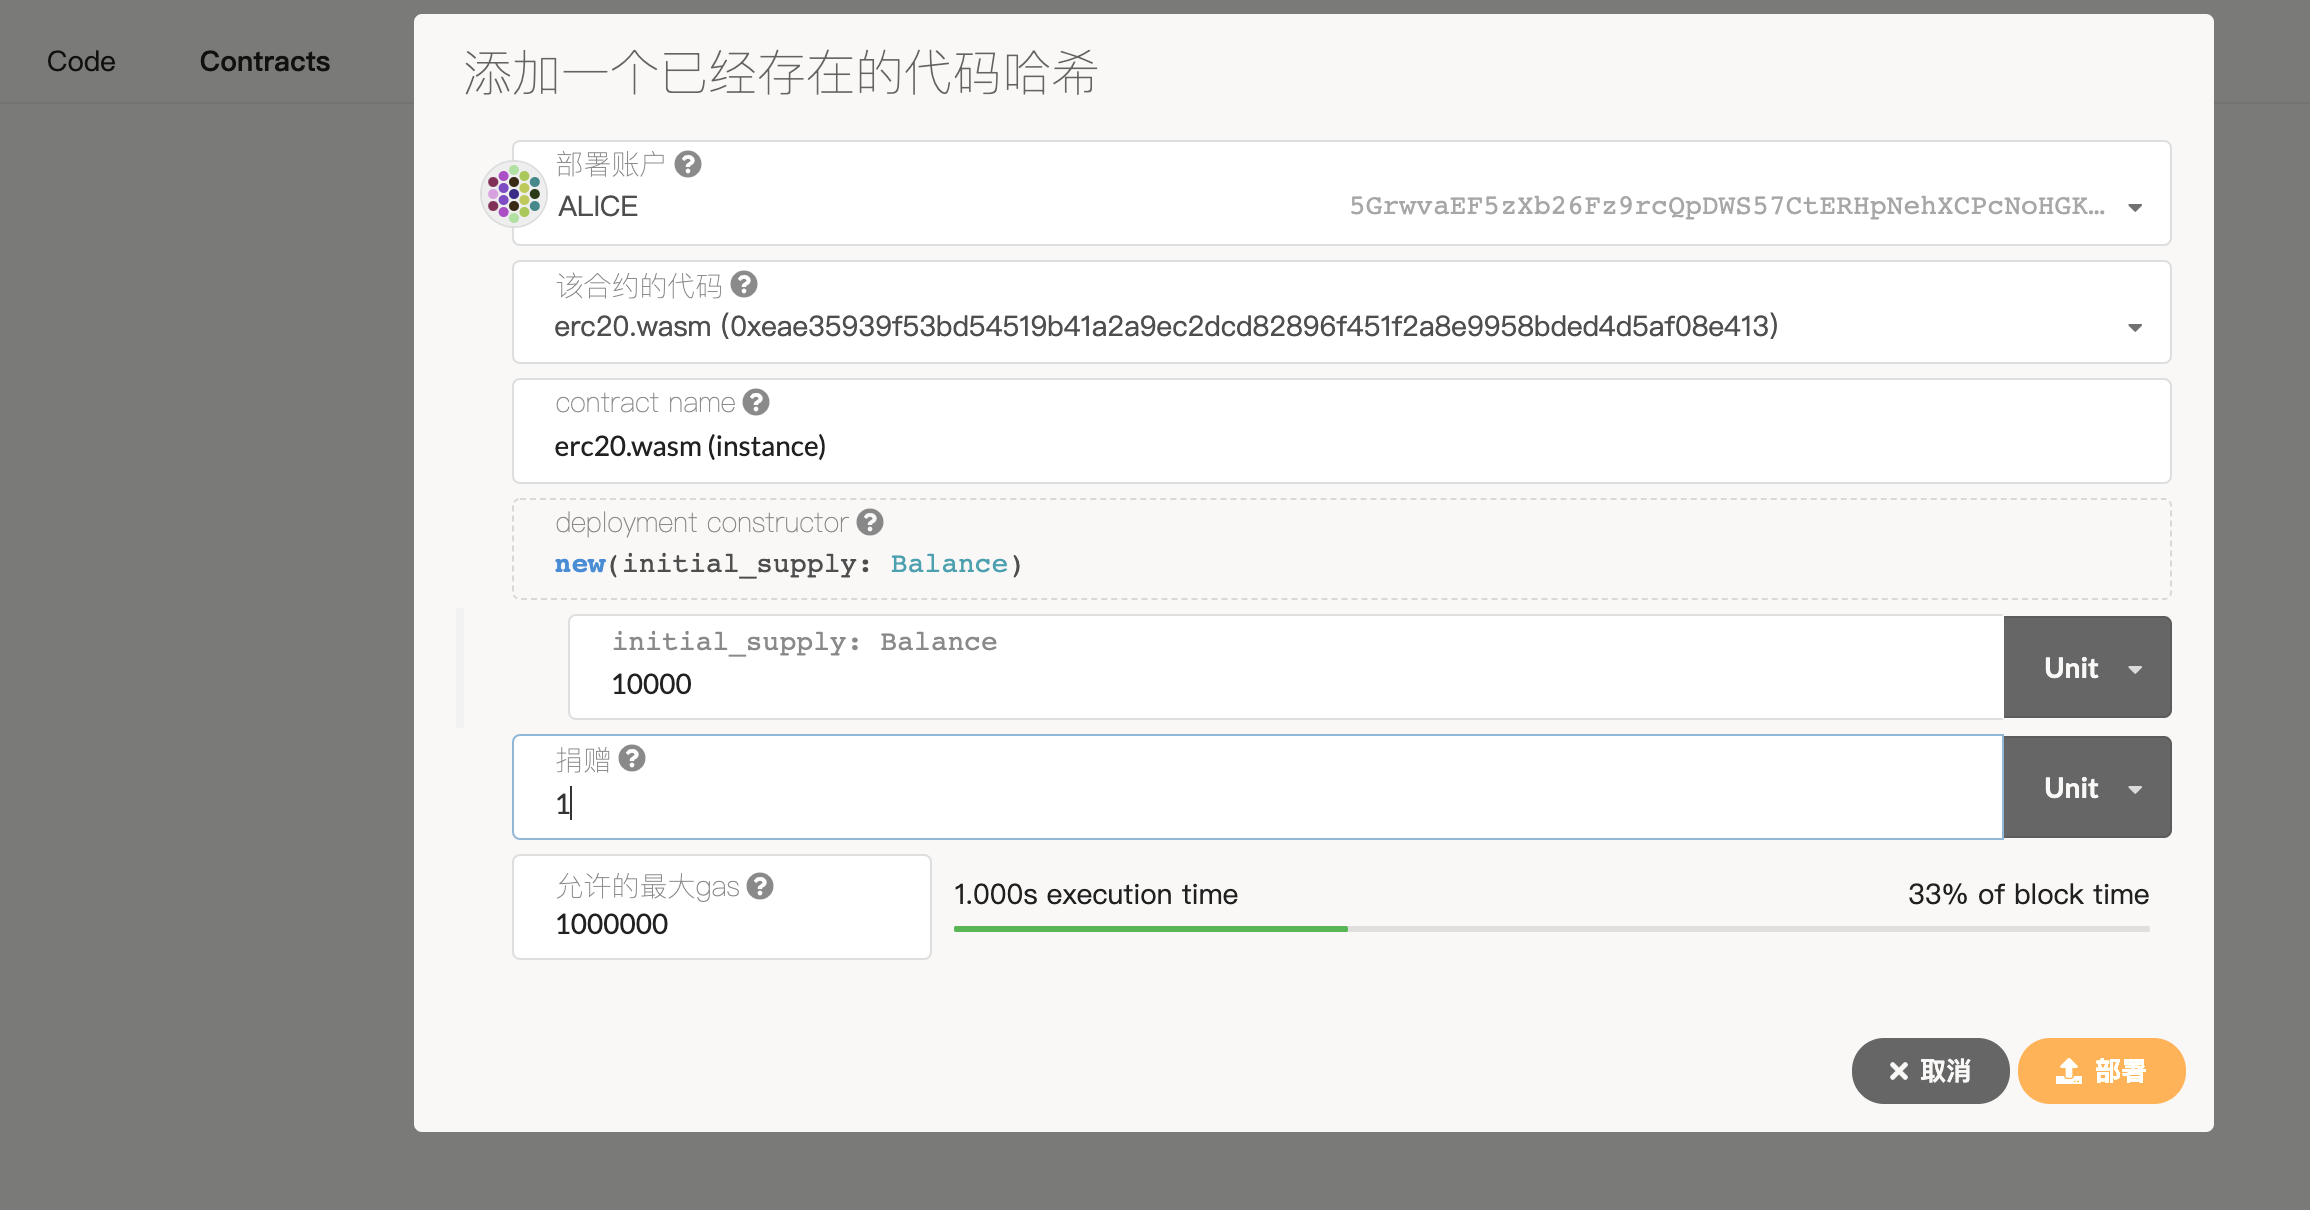 Code
Contracts
添加一个已经存在的代码哈希
部署账户
ALICE
5GrwvaEF5zXb26Fz9rcQpDWS57CtERHpNehXCPcNoHGK…
该合约的代码
erc20.wasm (0xeae35939f53bd54519b41a2a9ec2dcd82896f451f2a8e9958bded4d5af08e413)
contract name
erc20.wasm (instance)
deployment constructor
new(initial_supply: Balance)
initial_supply: Balance
10000
Unit
捐赠
1
Unit
允许的最大gas
1000000
1.000s execution time
33% of block time
取消
部署